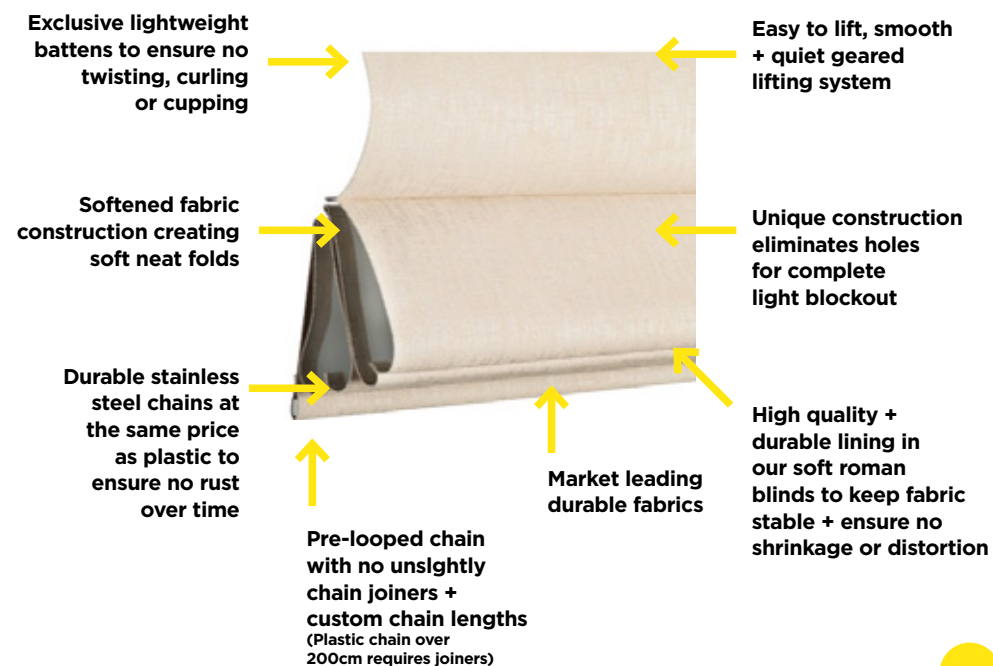 Exclusive lightweight
battens to ensure no
twisting, curling
or cupping
Easy to lift, smooth
+ quiet geared
lifting system
Softened fabric
construction creating
soft neat folds
Unique construction
eliminates holes
for complete
light blockout
Durable stainless
steel chains at
the same price
as plastic to
ensure no rust
over time
High quality +
durable lining in
our soft roman
blinds to keep fabric
stable + ensure no
shrinkage or distortion
Market leading
durable fabrics
Pre-looped chain
with no unslghtly
chain joiners +
custom chain lengths
(Plastic chain over
200cm requires joiners)